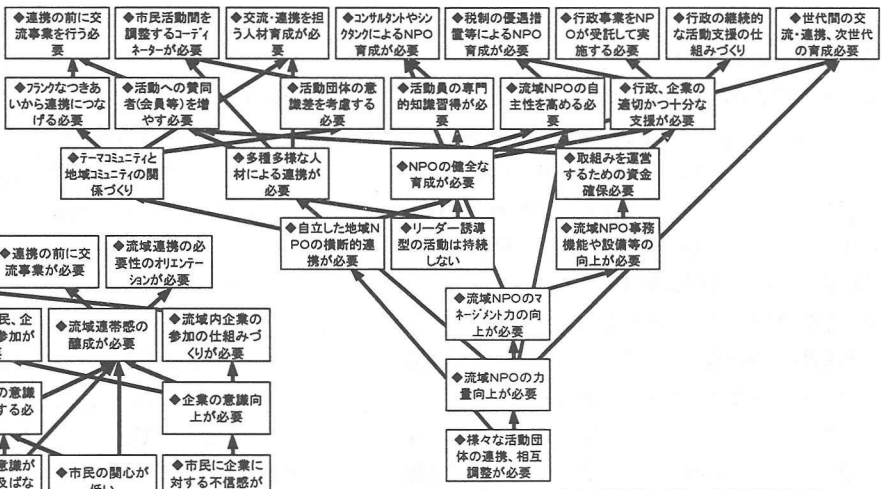 ◆連携の前に交
流事業を行う必
要
◆市民活動間を
調整するコーディ
ネーターが必要
◆交流・連携を担
う人材育成が必
要
◆コンサルタントやシン
クタンクによるNPO
育成が必要
◆税制の優遇措
置等によるNPO
育成が必要
◆行政事業をNP
Oが受託して実
施する必要
◆行政の継続的
な活動支援の仕
組みづくり
◆世代間の交
流・連携、次世代
の育成必要
◆フランクなつきあ
いから連携につな
げる必要
◆活動への賛同
者(会員等)を増
やす必要
◆活動団体の意
識差を考慮する
必要
◆活動員の専門
的知識習得が必
要
◆流域NPOの自
主性を高める必
要
◆行政、企業の
適切かつ十分な
支援が必要
◆テーマコミュニティと
地域コミュニティの関
係づくり
◆多種多様な人
材による連携が
必要
◆NPOの健全な
育成が必要
◆取組みを運営
するための資金
確保必要
◆自立した地域N
POの横断的連
携が必要
◆リーダー誘導
型の活動は持続
しない
◆流域NPO事務
機能や設備等の
向上が必要
◆連携の前に交
流事業が必要
◆流域連携の必
要性のオリエンテー
ションが必要
◆流域NPOのマ
ネージメント力の向
上が必要
民、企
参加が
◆流域連帯感の
醸成が必要
◆流域内企業の
参加の仕組みづ
くりが必要
◆流域NPOの力
量向上が必要
の意識
する必
◆企業の意識向
上が必要
◆様々な活動団
体の連携、相互
調整が必要
意識が
及ばな
◆市民の関心が
低い
◆市民に企業に
対する不信感が